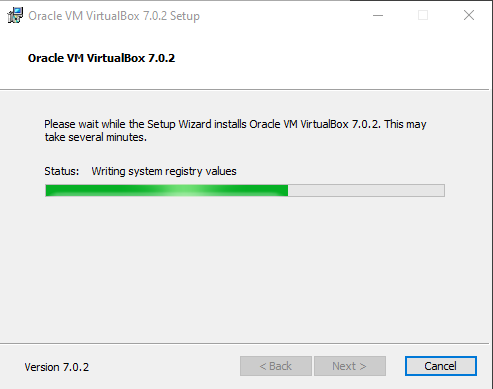 Oracle VM VirtualBox 7.0.2 Setup
Oracle VM VirtualBox 7.0.2
Please wait while the Setup Wizard installs Oracle VM VirtualBox 7.0.2. This may
take several minutes.
Status: Writing system registry values
Version 7.0.2
< Back
Next >
Cancel